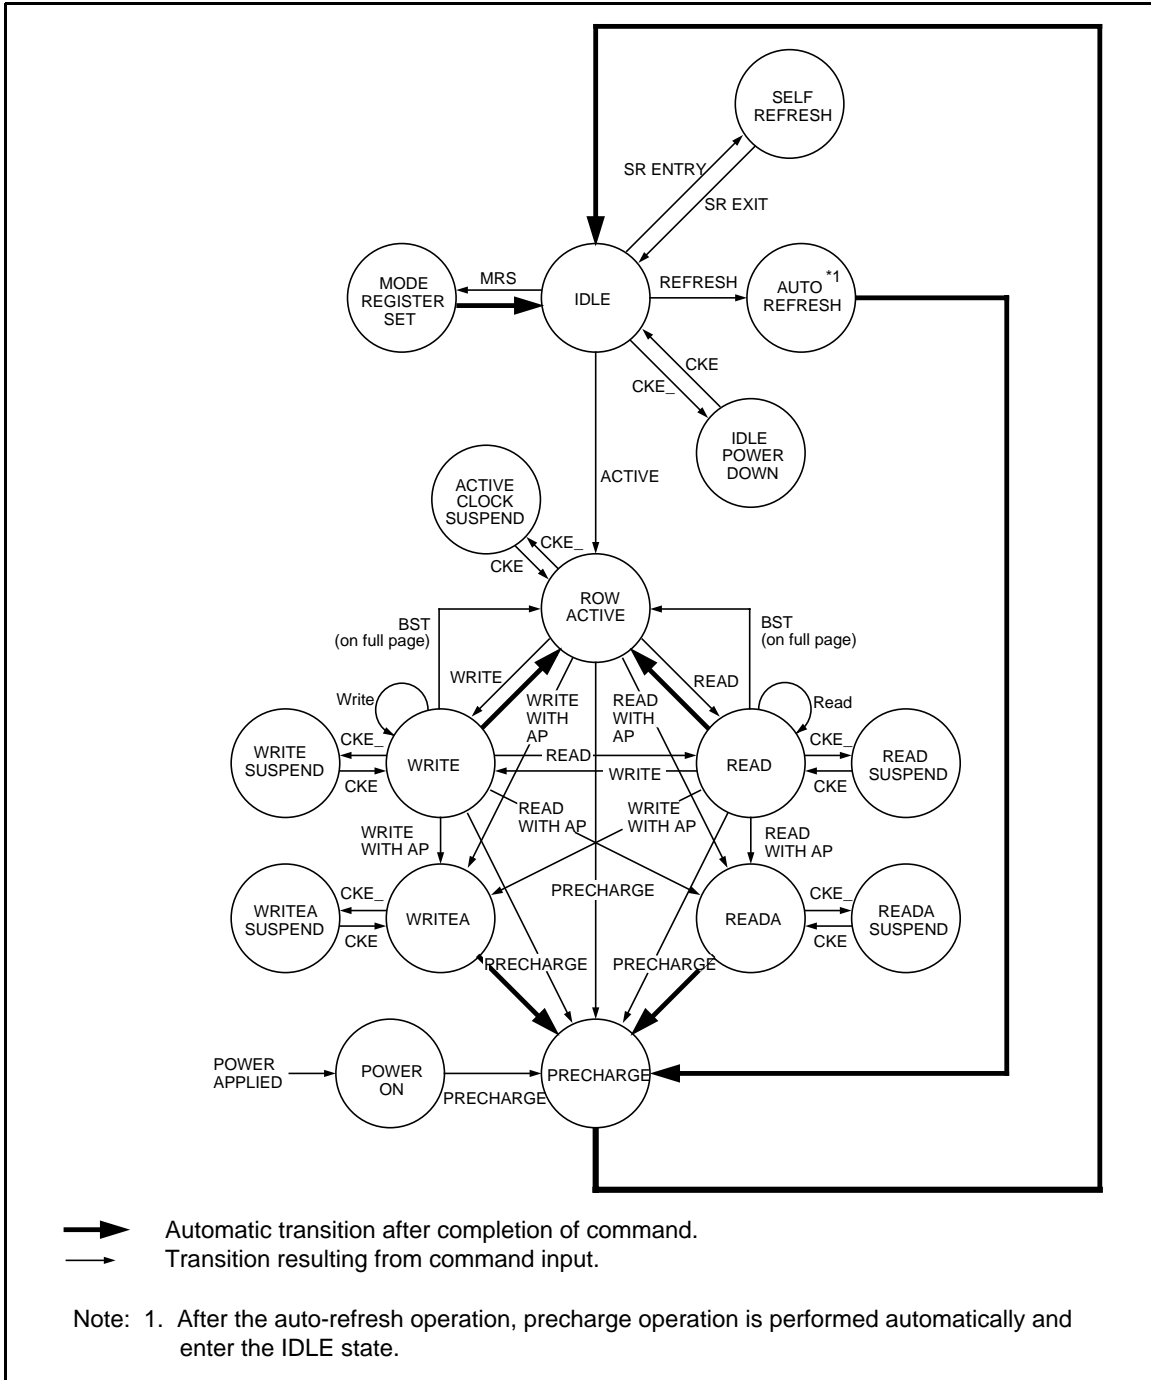 SELF
REFRESH
SR ENTRY
SR EXIT
MODE
REGISTER
SET
MRS
IDLE
REFRESH
AUTO *1
REFRESH
CKE
CKE_
IDLE
POWER
DOWN
ACTIVE
ACTIVE
CLOCK
SUSPEND
CKE_
CKE
ROW
ACTIVE
BST
(on full page)
BST
(on full page)
WRITE
READ
Write
WRITE
WITH
AP
READ
WITH
AP
Read
WRITE
SUSPEND
CKE_
CKE
WRITE
READ
WRITE
READ
CKE_
CKE
READ
SUSPEND
READ
WITH AP
WRITE
WITH AP
WRITE
WITH AP
READ
WITH AP
WRITEA
SUSPEND
CKE_
CKE
WRITEA
PRECHARGE
READA
CKE_
CKE
READA
SUSPEND
PRECHARGE
PRECHARGE
POWER
APPLIED
POWER
ON
PRECHARGE
PRECHARGE
Automatic transition after completion of command.
Transition resulting from command input.
Note: 1. After the auto-refresh operation, precharge operation is performed automatically and
enter the IDLE state.